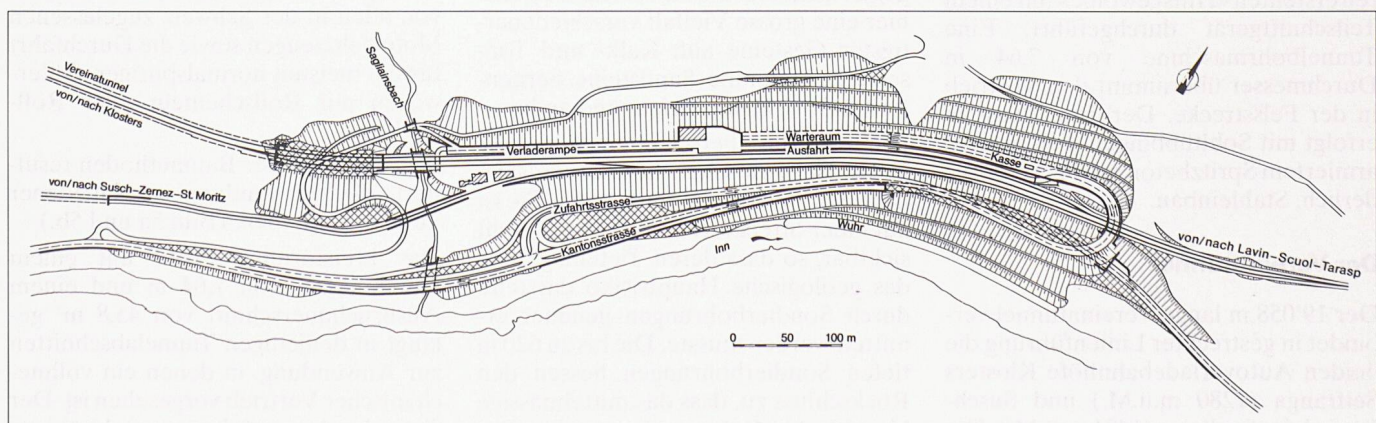 Vereinatunnel
von/nach Klosters
Sagliainsbach
von/nach Susch-Zernez-St. Moritz
Verladerampe
Warteraum
Ausfahrt
Kasse
Zufahrtsstrasse
Kantonsstrasse
Inn
Wuhr
von/nach Lavin-Scuol-Tarasp
0 50 100 m